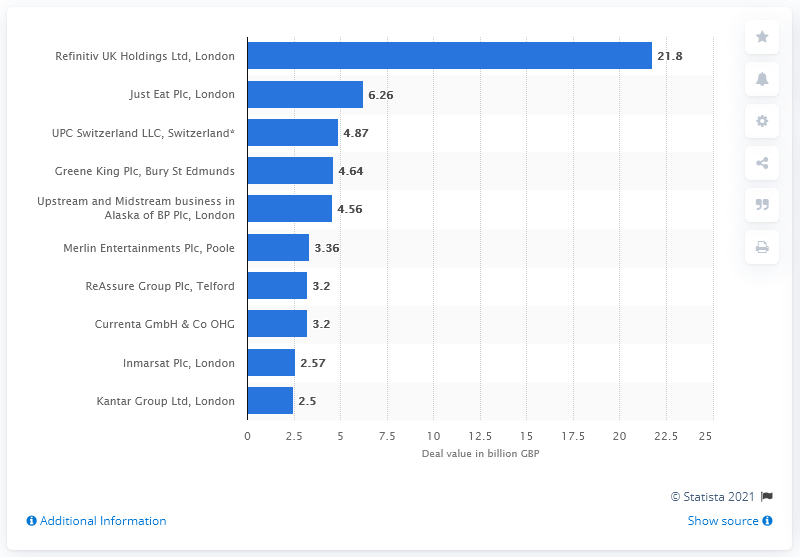 Refinitiv UK Holdings Ltd, London 21.8
Just Eat Plc, London 6.26
UPC Switzerland LLC, Switzerland* 4.87
Greene King Plc, Bury St Edmunds 4.64
Upstream and Midstream business in
Alaska of BP Plc, London 4.56
Merlin Entertainments Plc, Poole 3.36
ReAssure Group Plc, Telford 3.2
Currenta GmbH & Co OHG 3.2
Inmarsat Plc, London 2.57
Kantar Group Ltd, London 2.5
0 2.5 5 7.5 10 12.5 15 17.5 20 22.5 25
Deal value in billion GBP
© Statista 2021
Additional Information Show source